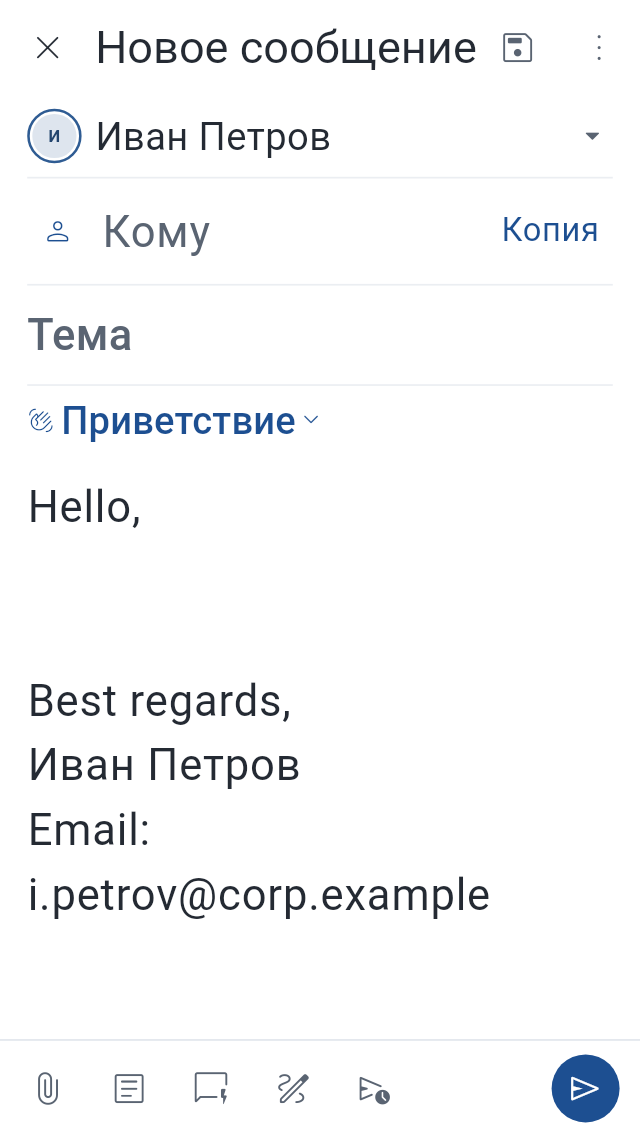 Новое сообщение
И Иван Петров
Кому Копия
Тема
Приветствие
Hello,
Best regards,
Иван Петров
Email:
i.petrov@corp.example